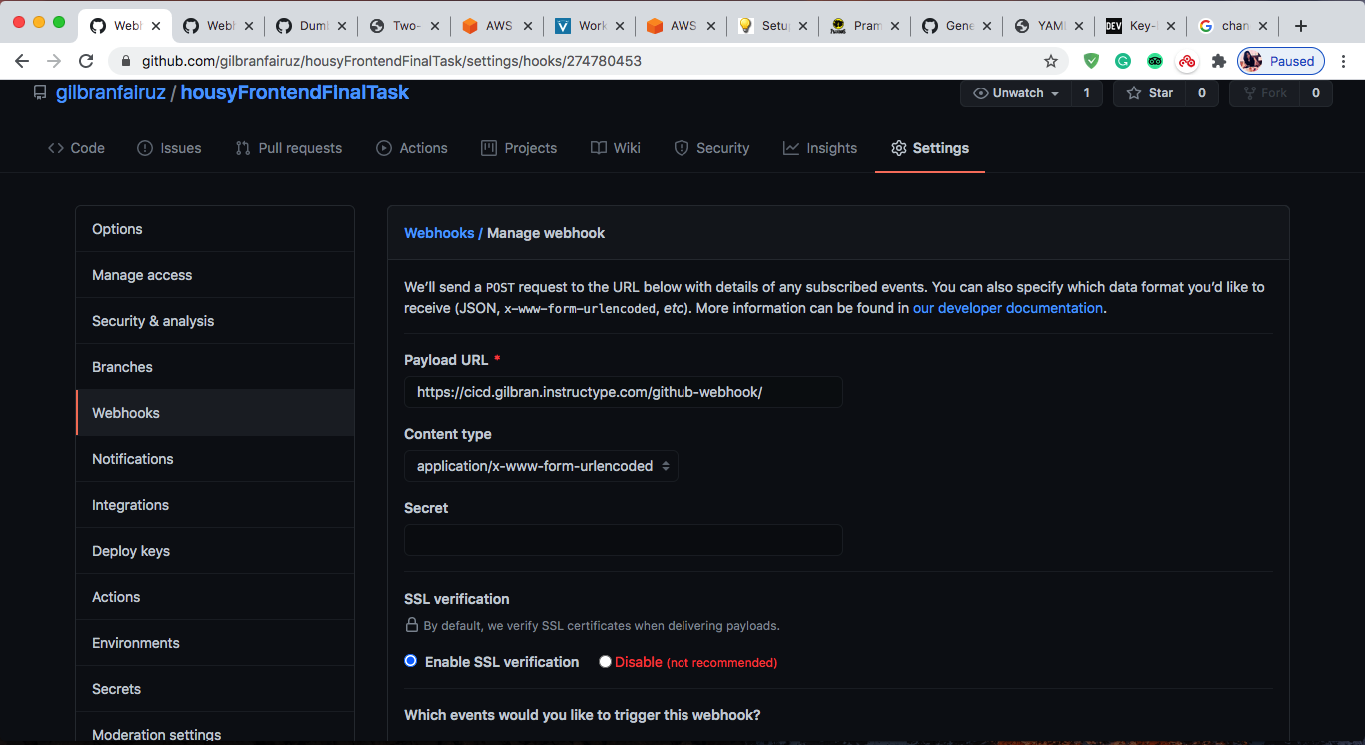 Webl
Webl
Duml
Two-
AWS
Work
AWS
Setu
Pram
Gene
YAM
DEV Key-
chan
github.com/gilbranfairuz/housyFrontendFinalTask/settings/hooks/274780453
Paused
gilbranfairuz / housyFrontendFinalTask
Unwatch 1
Star 0
Fork 0
Code
Issues
Pull requests
Actions
Projects
Wiki
Security
Insights
Settings
Options
Manage access
Security & analysis
Branches
Webhooks
Notifications
Integrations
Deploy keys
Actions
Environments
Secrets
Moderation settings
Webhooks / Manage webhook
We'll send a POST request to the URL below with details of any subscribed events. You can also specify which data format you'd like to
receive (JSON, x-www-form-urlencoded, etc). More information can be found in our developer documentation.
Payload URL *
https://cicd.gilbran.instructype.com/github-webhook/
Content type
application/x-www-form-urlencoded
Secret
SSL verification
By default, we verify SSL certificates when delivering payloads.
Enable SSL verification
Disable (not recommended)
Which events would you like to trigger this webhook?